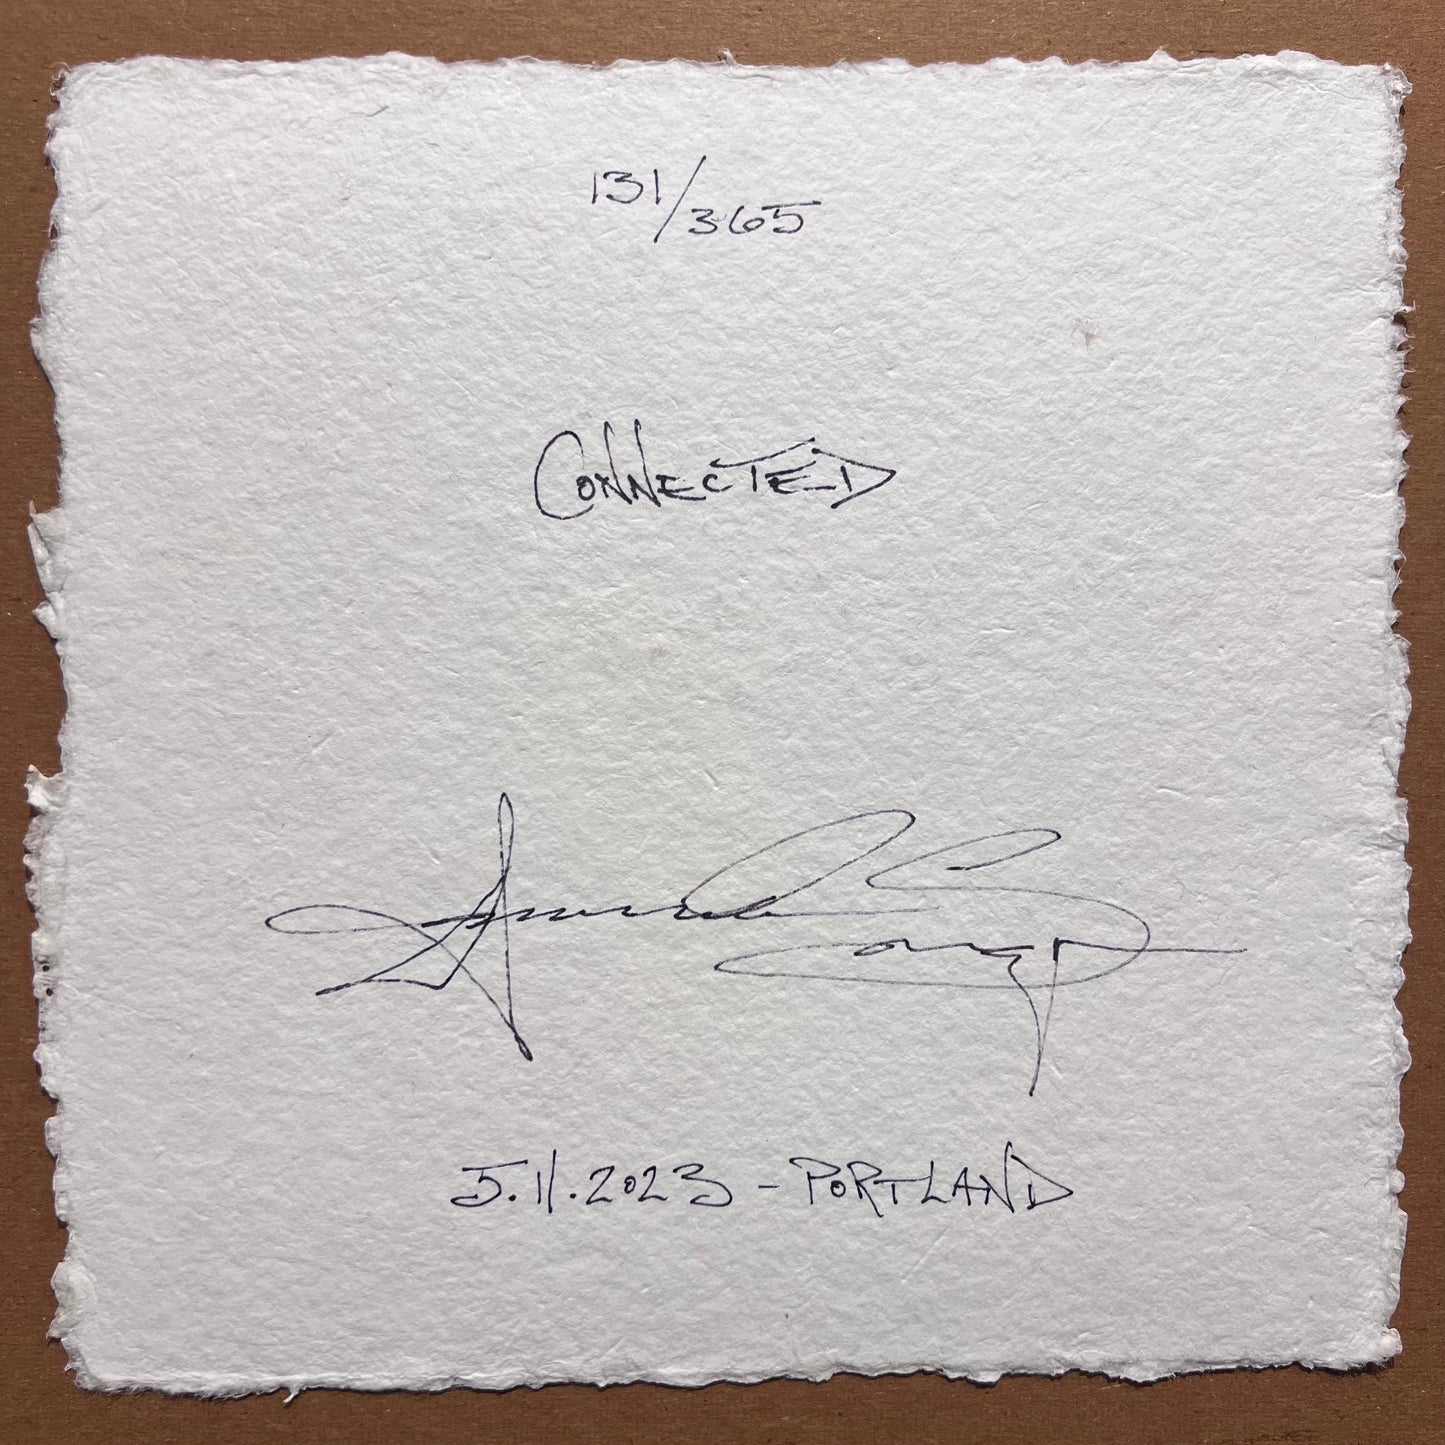 131/365
CONNECTED
5.11.2023 - PORTLAND